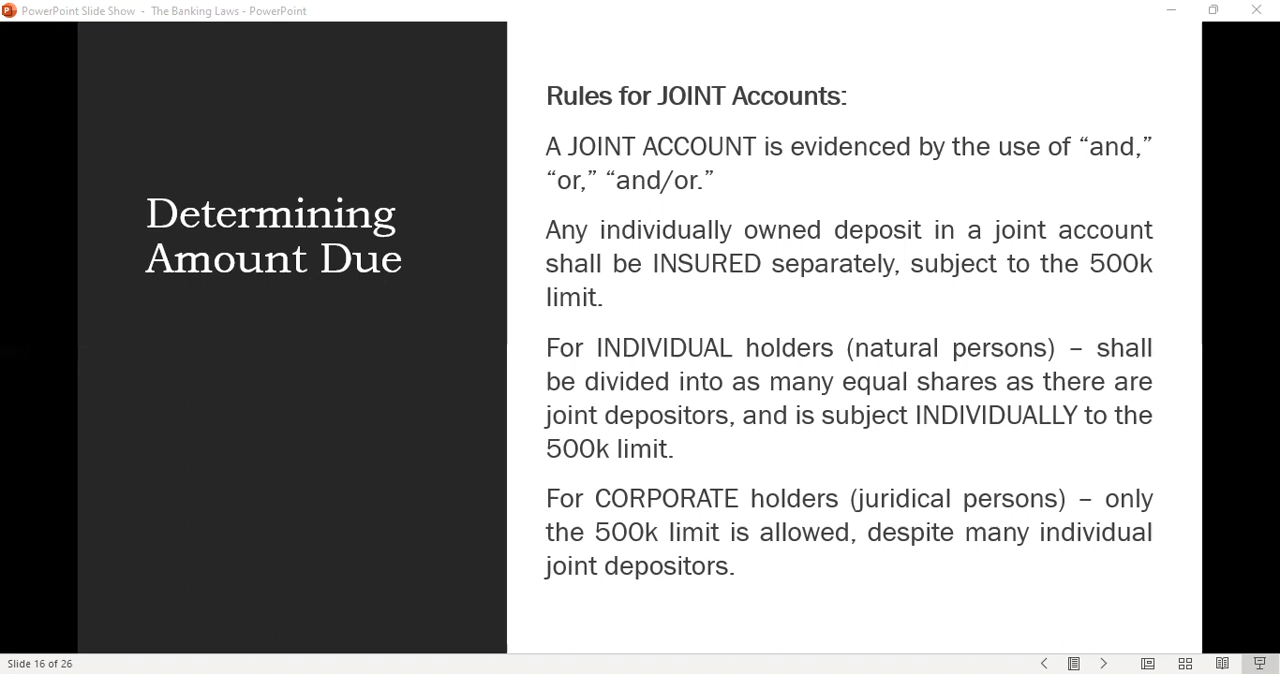 PowerPoint Slide Show - The Banking Laws - PowerPoint
Determining
Amount Due
Rules for JOINT Accounts:
A JOINT ACCOUNT is evidenced by the use of “and,”
“or,” “and/or.”
Any individually owned deposit in a joint account
shall be INSURED separately, subject to the 500k
limit.
For INDIVIDUAL holders (natural persons) – shall
be divided into as many equal shares as there are
joint depositors, and is subject INDIVIDUALLY to the
500k limit.
For CORPORATE holders (juridical persons) – only
the 500k limit is allowed, despite many individual
joint depositors.
Slide 16 of 26